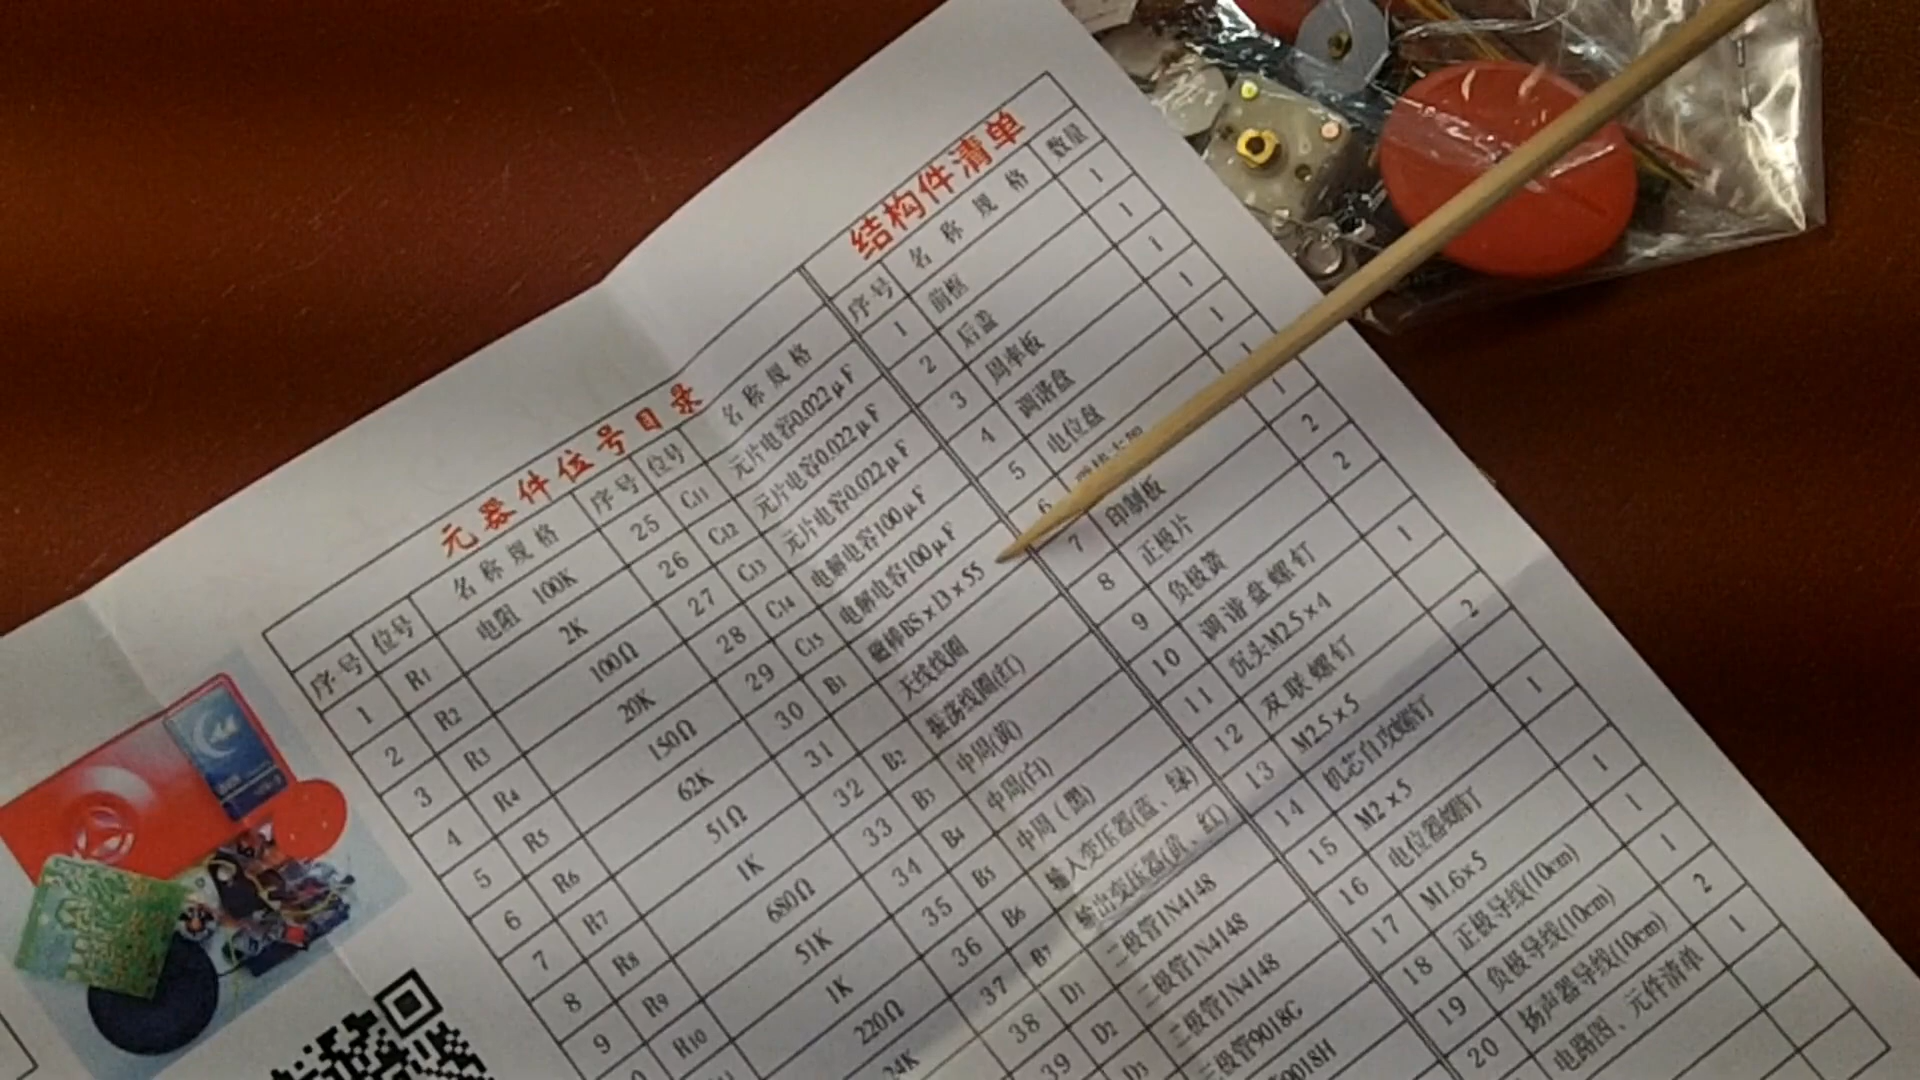 元器件位号目录
序号 位号 名称规格 序号 位号 名称规格
1 R1 电阻 100K 25 C11 元片电容0.022μF
2 R2 2K 26 C12 元片电容0.022μF
3 R3 100Ω 27 C13 元片电容0.022μF
4 R4 20K 28 C14 电解电容100μF
5 R5 150Ω 29 C15 电解电容100μF
6 R6 62K 30 B1 磁棒B5×13×55
7 R7 51Ω 31 天线线圈
8 R8 1K 32 B2 振荡线圈(红)
9 R9 680Ω 33 B3 中周(黄)
R10 51K 34 B4 中周(白)
1K 35 B5 中周(黑)
220Ω 36 B6 输入变压器(蓝、绿)
24K 37 B7 输出变压器(黄、红)
38 D1 二极管1N4148
39 D2 二极管1N4148
D3 二极管1N4148
三极管9018G
9018H
结构件清单
序号 名称规格 数量
1 前框 1
2 后盖 1
3 周率板 1
4 调谐盘 1
5 电位盘 1
6 1
7 印刷板 1
8 正极片 2
9 负极簧 2
10 调谐盘螺钉
11 沉头M2.5×4 1
12 双联螺钉
13 M2.5×5 2
14 机芯自攻螺钉
15 M2×5 1
16 电位器螺钉
17 M1.6×5 1
18 正极导线(10cm) 1
19 负极导线(10cm) 1
20 扬声器导线(10cm) 2
电路图、元件清单 1